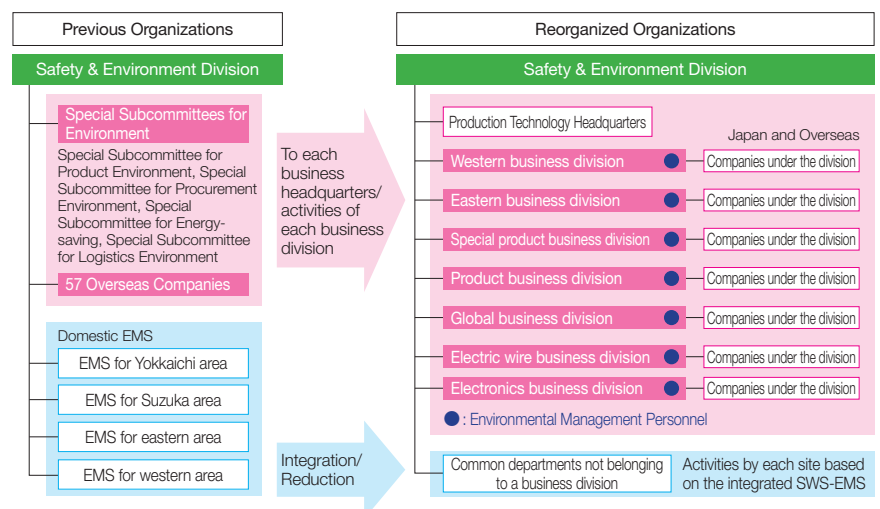 Previous Organizations
Safety & Environment Division
Special Subcommittees for
Environment
Special Subcommittee for
Product Environment, Special
Subcommittee for Procurement
Environment, Special
Subcommittee for Energy-
saving, Special Subcommittee
for Logistics Environment
57 Overseas Companies
Domestic EMS
EMS for Yokkaichi area
EMS for Suzuka area
EMS for eastern area
EMS for western area
To each
business
headquarters/
activities of
each business
division
Integration/
Reduction
Reorganized Organizations
Safety & Environment Division
Production Technology Headquarters
Japan and Overseas
Western business division
Companies under the division
Eastern business division
Companies under the division
Special product business division
Companies under the division
Product business division
Companies under the division
Global business division
Companies under the division
Electric wire business division
Companies under the division
Electronics business division
Companies under the division
: Environmental Management Personnel
Common departments not belonging
to a business division
Activities by each site based
on the integrated SWS-EMS